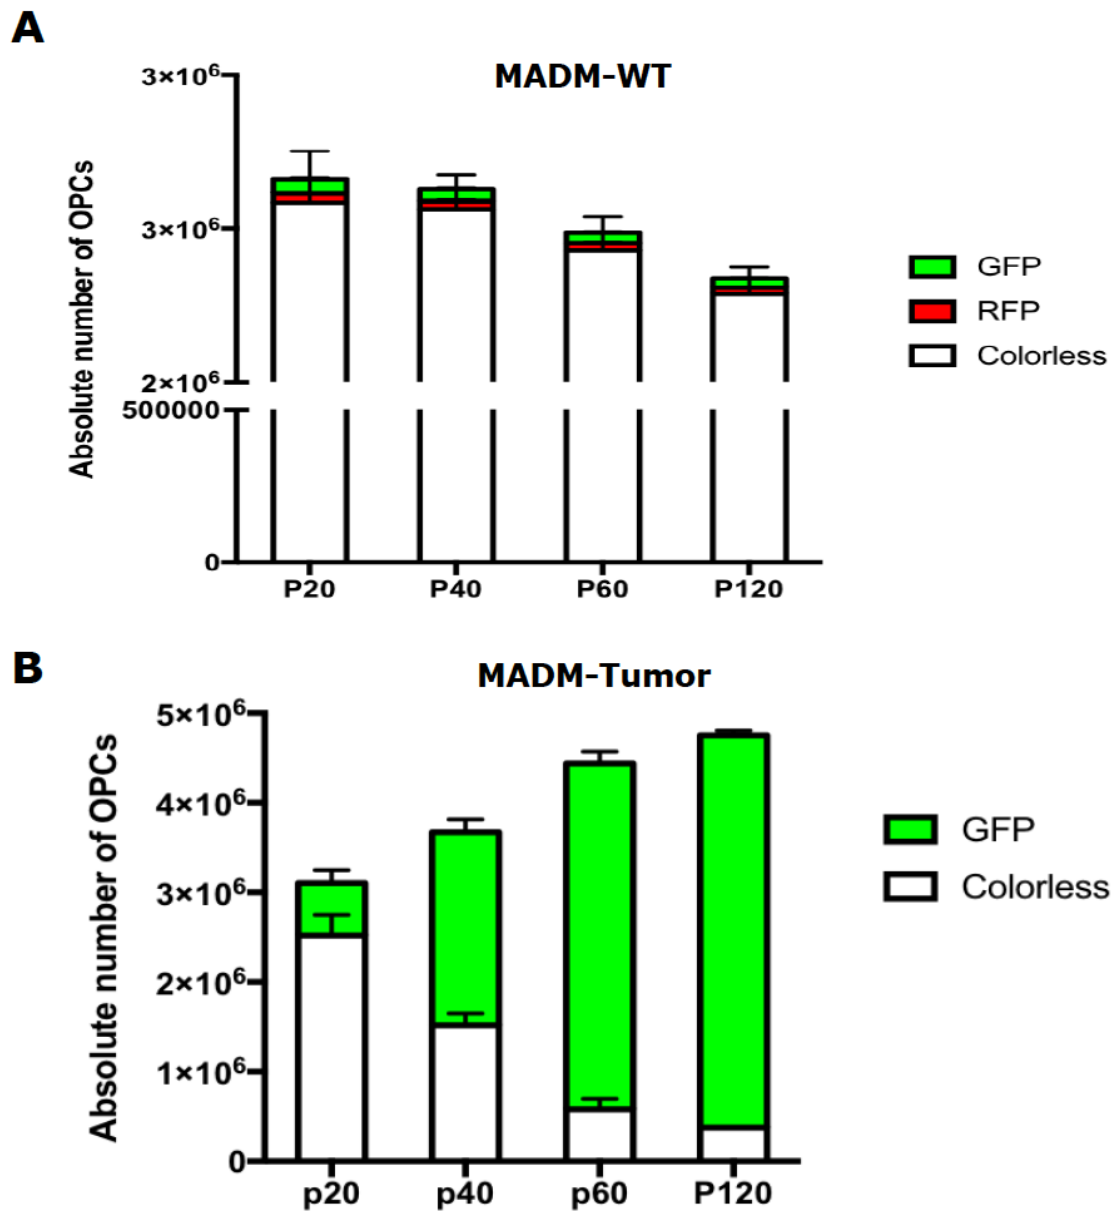 A
MADM-WT
Absolute number of OPCs
3×10⁶
3×10⁶
2×10⁶
500000
0
P20 P40 P60 P120
GFP
RFP
Colorless
B
MADM-Tumor
Absolute number of OPCs
5×10⁶
4×10⁶
3×10⁶
2×10⁶
1×10⁶
0
p20 p40 p60 P120
GFP
Colorless